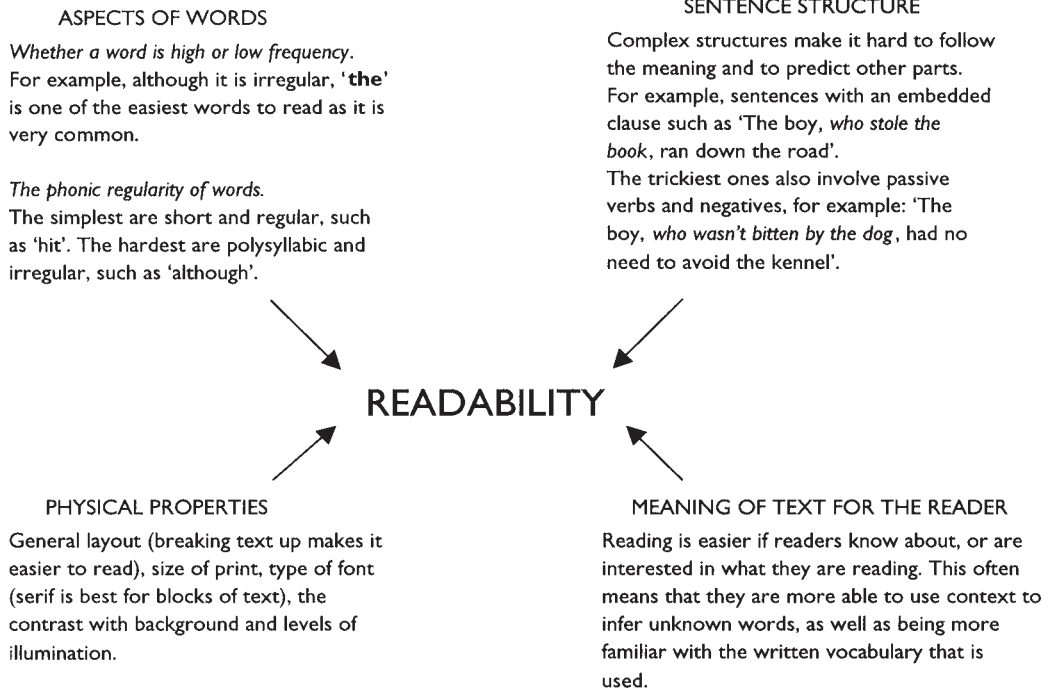 ASPECTS OF WORDS
Whether a word is high or low frequency.
For example, although it is irregular, ‘the’
is one of the easiest words to read as it is
very common.
The phonic regularity of words.
The simplest are short and regular, such
as ‘hit’. The hardest are polysyllabic and
irregular, such as ‘although’.
SENTENCE STRUCTURE
Complex structures make it hard to follow
the meaning and to predict other parts.
For example, sentences with an embedded
clause such as ‘The boy, who stole the
book, ran down the road’.
The trickiest ones also involve passive
verbs and negatives, for example: ‘The
boy, who wasn’t bitten by the dog, had no
need to avoid the kennel’.
READABILITY
PHYSICAL PROPERTIES
General layout (breaking text up makes it
easier to read), size of print, type of font
(serif is best for blocks of text), the
contrast with background and levels of
illumination.
MEANING OF TEXT FOR THE READER
Reading is easier if readers know about, or are
interested in what they are reading. This often
means that they are more able to use context to
infer unknown words, as well as being more
familiar with the written vocabulary that is
used.